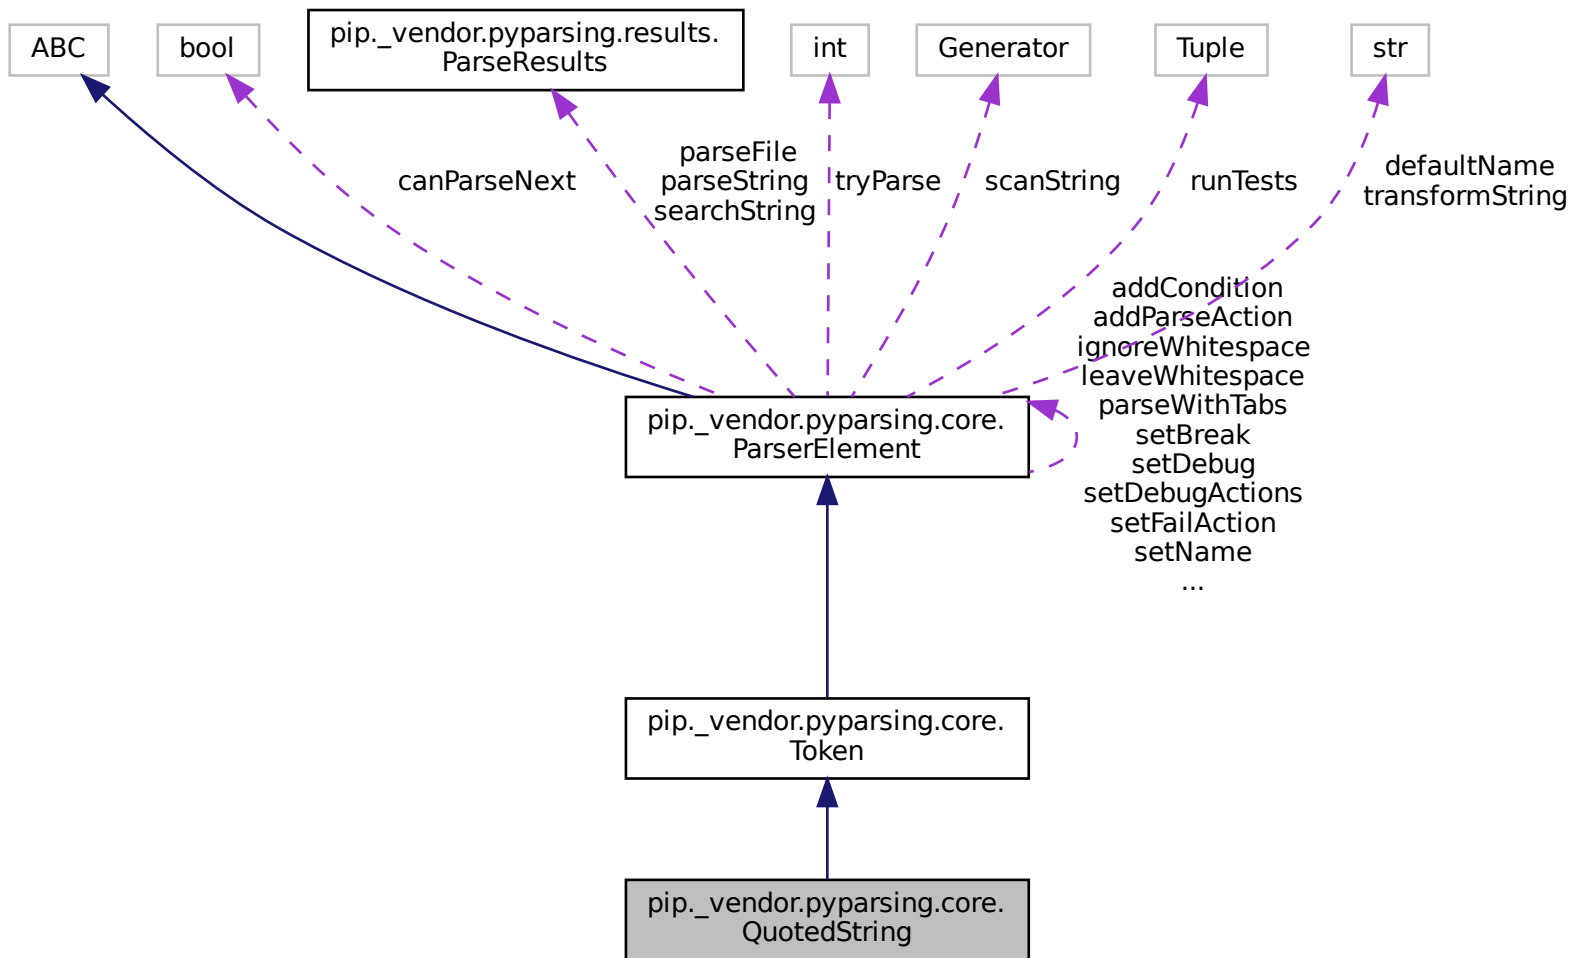 ABC
bool
pip._vendor.pyparsing.results.
ParseResults
int
Generator
Tuple
str
canParseNext
parseFile
parseString
searchString
tryParse
scanString
runTests
defaultName
transformString
addCondition
addParseAction
ignoreWhitespace
leaveWhitespace
parseWithTabs
setBreak
setDebug
setDebugActions
setFailAction
setName
...
pip._vendor.pyparsing.core.
ParserElement
pip._vendor.pyparsing.core.
Token
pip._vendor.pyparsing.core.
QuotedString